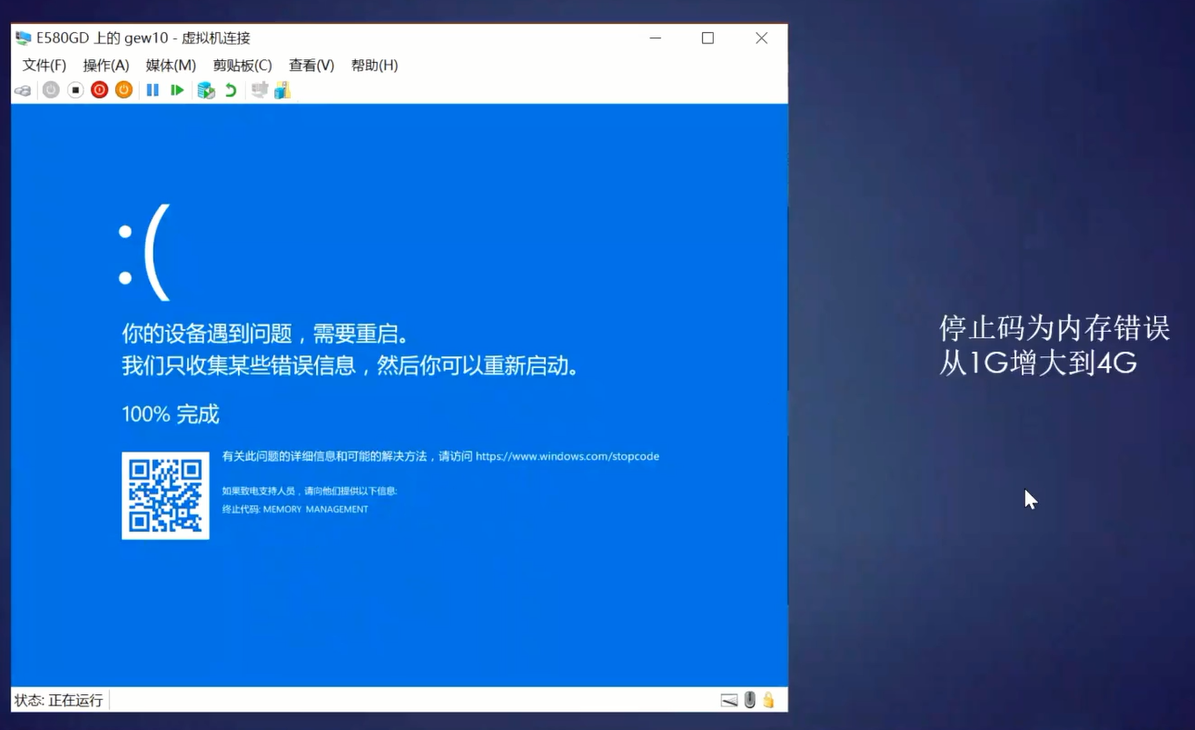 E580GD 上的 gew10 - 虚拟机连接
文件(F) 操作(A) 媒体(M) 剪贴板(C) 查看(V) 帮助(H)
:(
你的设备遇到问题，需要重启。
我们只收集某些错误信息，然后你可以重新启动。
100% 完成
有关此问题的详细信息和可能的解决方法，请访问 https://www.windows.com/stopcode
如果致电支持人员，请向他们提供以下信息:
终止代码: MEMORY MANAGEMENT
停止码为内存错误
从1G增大到4G
状态: 正在运行